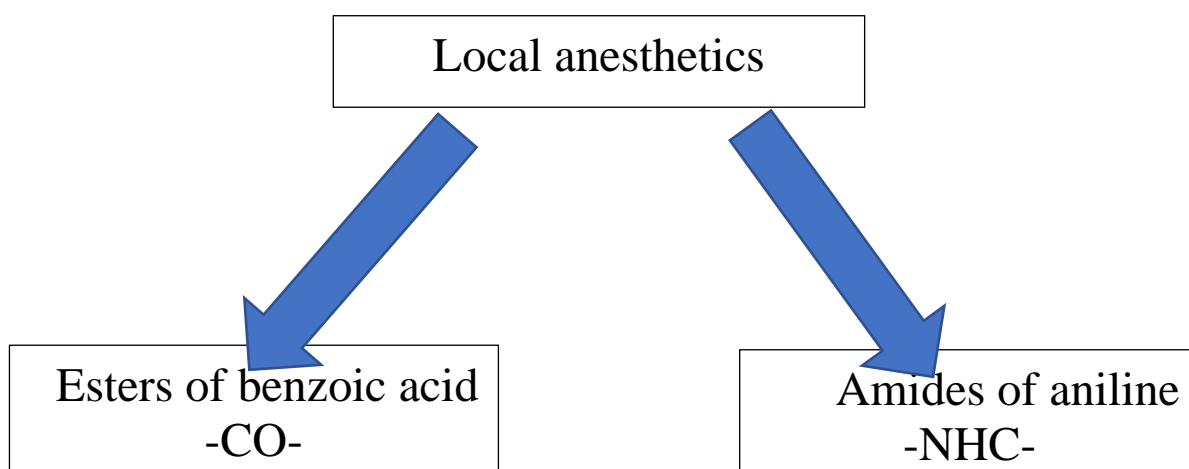 Local anesthetics
Esters of benzoic acid
-CO-
Amides of aniline
-NHC-